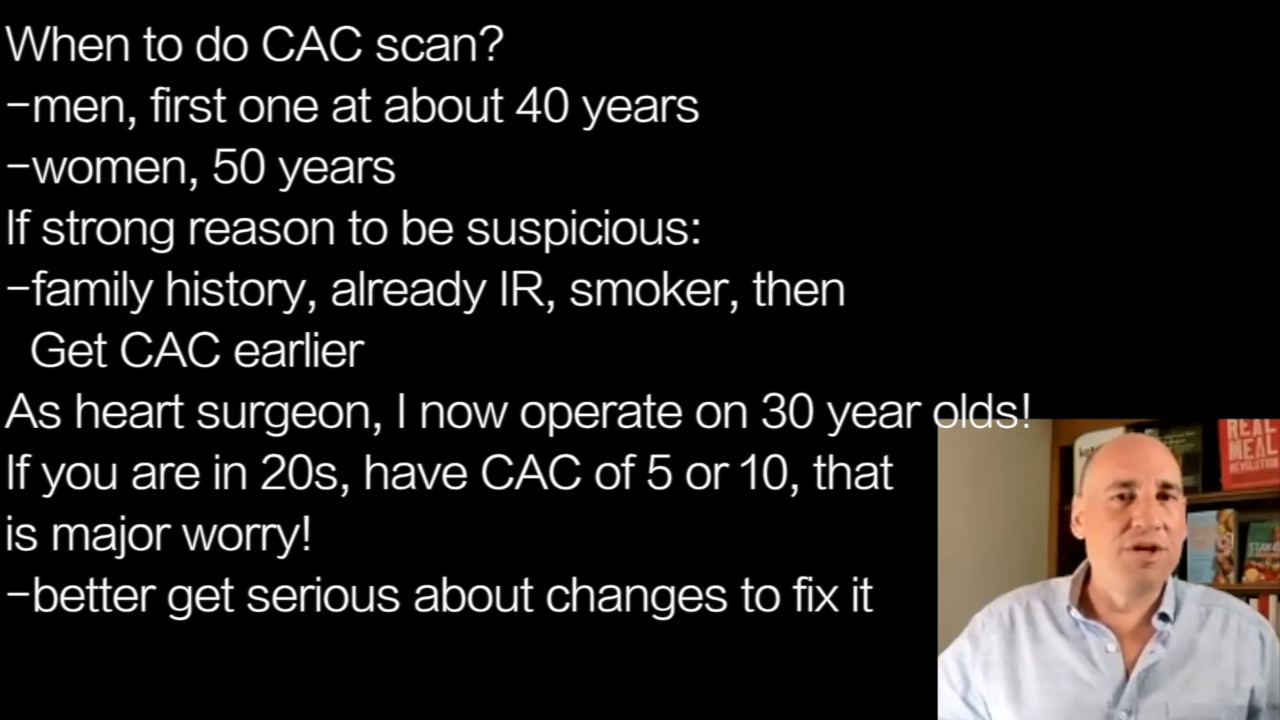 When to do CAC scan?
–men, first one at about 40 years
–women, 50 years
If strong reason to be suspicious:
–family history, already IR, smoker, then
Get CAC earlier
As heart surgeon, I now operate on 30 year olds!
If you are in 20s, have CAC of 5 or 10, that
is major worry!
–better get serious about changes to fix it
REAL
MEAL
REVOLUTION